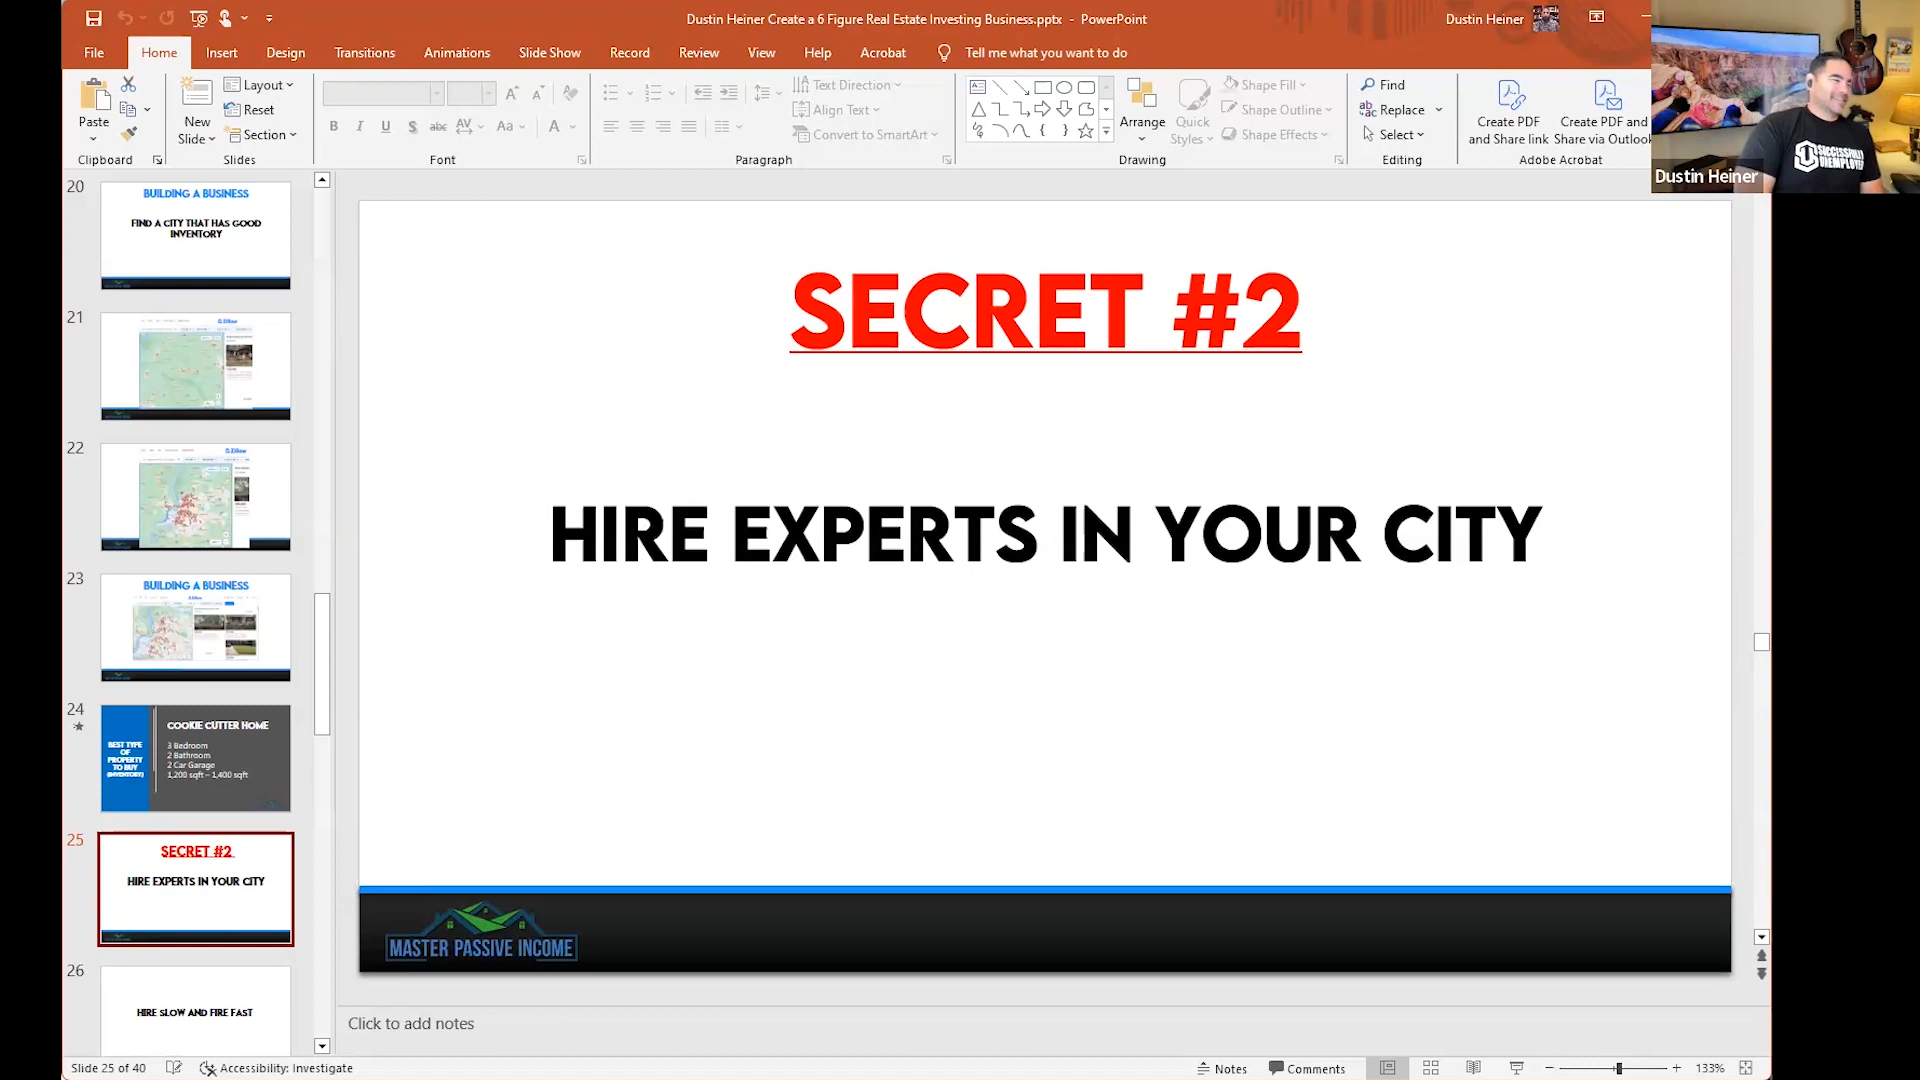 Dustin Heiner Create a 6 Figure Real Estate Investing Business.pptx - PowerPoint
Dustin Heiner
File Home Insert Design Transitions Animations Slide Show Record Review View Help Acrobat Tell me what you want to do
Paste
Clipboard
New
Slide
Layout
Reset
Section
Slides
B I U S abc AV Aa A
Font
Text Direction
Align Text
Convert to SmartArt
Paragraph
Arrange
Quick
Styles
Shape Fill
Shape Outline
Shape Effects
Drawing
Find
Replace
Select
Editing
Create PDF
and Share link
Create PDF and
Share via Outlook
Adobe Acrobat
SUCCESSFULLY
UNEMPLOYED
Dustin Heiner
20
BUILDING A BUSINESS
FIND A CITY THAT HAS GOOD
INVENTORY
21
22
23
BUILDING A BUSINESS
24
BEST TYPE
OF
PROPERTY
TO BUY
(INVENTORY)
COOKIE CUTTER HOME
3 Bedroom
2 Bathroom
2 Car Garage
1,200 sqft – 1,400 sqft
25
SECRET #2
HIRE EXPERTS IN YOUR CITY
26
HIRE SLOW AND FIRE FAST
SECRET #2
HIRE EXPERTS IN YOUR CITY
MASTER PASSIVE INCOME
Click to add notes
Slide 25 of 40
Accessibility: Investigate
Notes
Comments
133%